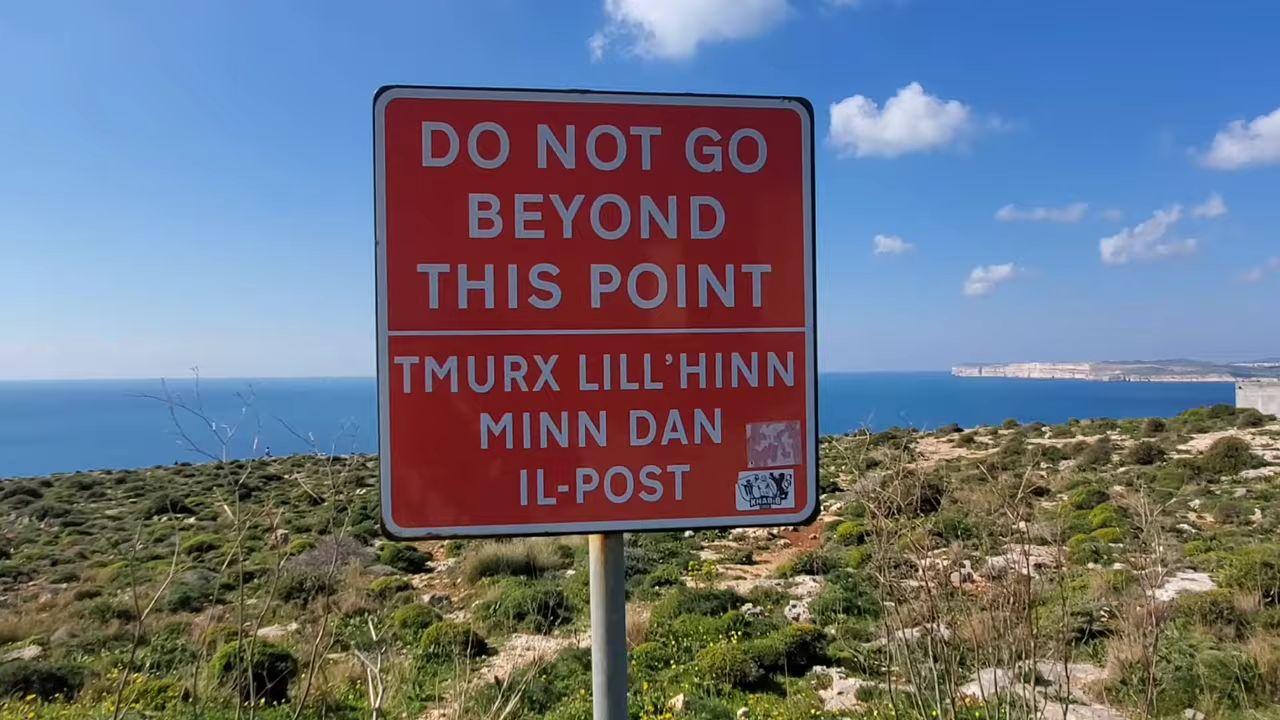 DO NOT GO
BEYOND
THIS POINT
TMURX LILL'HINN
MINN DAN
IL-POST